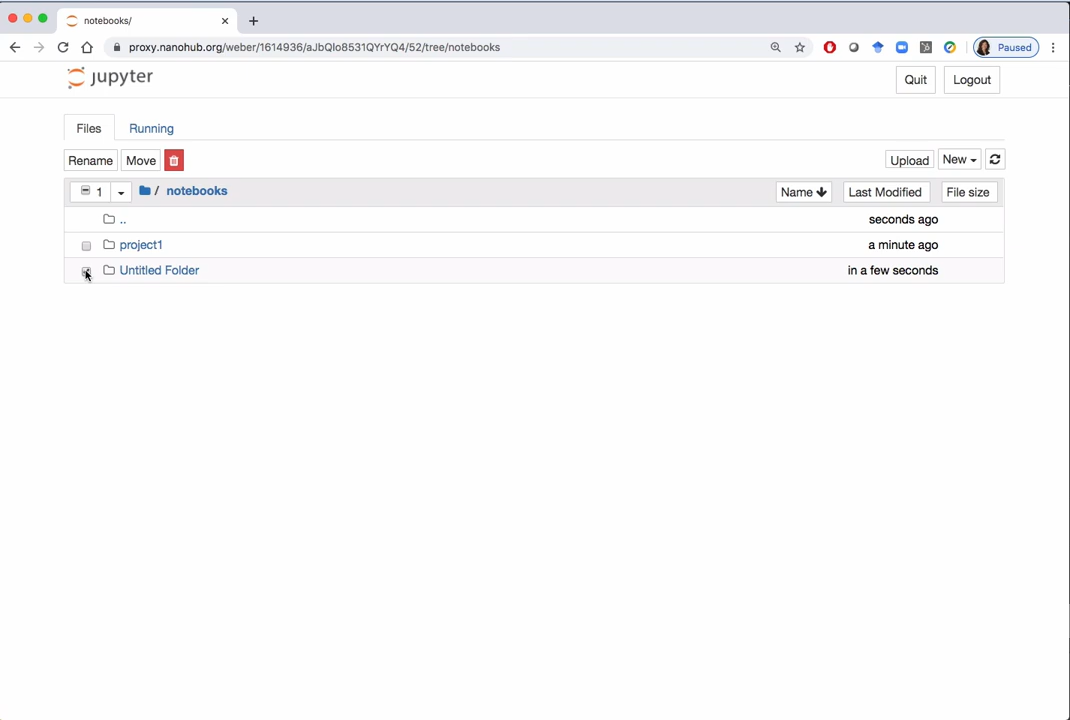 notebooks/
proxy.nanohub.org/weber/1614936/aJbQlo8531QYrYQ4/52/tree/notebooks
Paused
jupyter
Quit
Logout
Files
Running
Rename
Move
Upload
New
1
/
notebooks
Name
Last Modified
File size
..
seconds ago
project1
a minute ago
Untitled Folder
in a few seconds